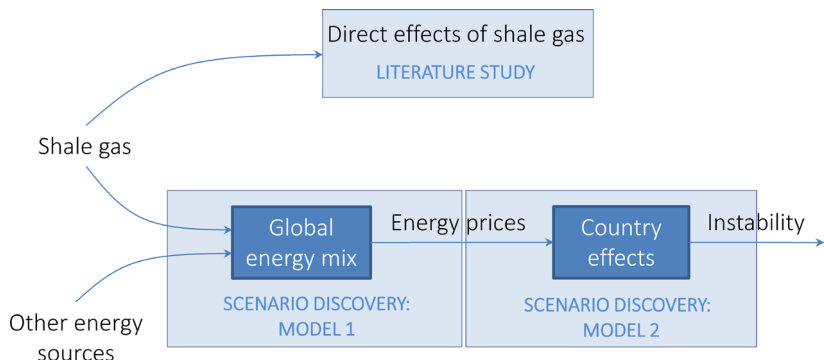 Direct effects of shale gas
LITERATURE STUDY
Shale gas
Global
energy mix
Energy prices
Country
effects
Instability
SCENARIO DISCOVERY:
MODEL 1
SCENARIO DISCOVERY:
MODEL 2
Other energy
sources